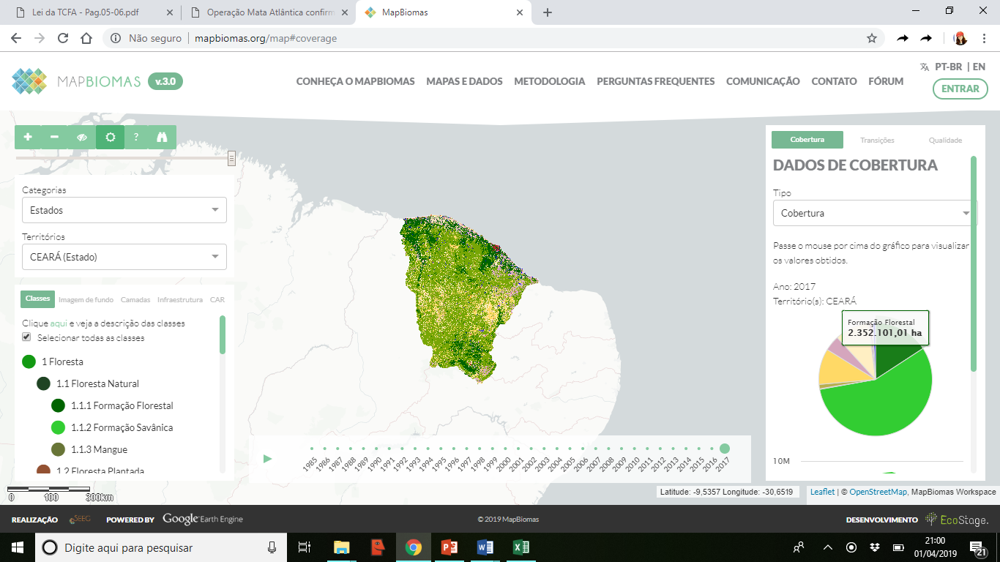 Lei da TCFA - Pag.05-06.pdf
Operação Mata Atlântica confirm
MapBiomas
Não seguro
mapbiomas.org/map#coverage
MAPBIOMAS
v.3.0
CONHEÇA O MAPBIOMAS
MAPAS E DADOS
METODOLOGIA
PERGUNTAS FREQUENTES
COMUNICAÇÃO
CONTATO
FÓRUM
PT-BR | EN
ENTRAR
+ − ?
Categorias
Estados
Territórios
CEARÁ (Estado)
Classes
Imagem de fundo
Camadas
Infraestrutura
CAR
Clique aqui e veja a descrição das classes
Selecionar todas as classes
1 Floresta
1.1 Floresta Natural
1.1.1 Formação Florestal
1.1.2 Formação Savânica
1.1.3 Mangue
1.2 Floresta Plantada
Cobertura
Transições
Qualidade
DADOS DE COBERTURA
Tipo
Cobertura
Passe o mouse por cima do gráfico para visualizar
os valores obtidos.
Ano: 2017
Território(s): CEARÁ
Formação Florestal
2.352.101,01 ha
10M
1985 1986 1987 1988 1989 1990 1991 1992 1993 1994 1995 1996 1997 1998 1999 2000 2001 2002 2003 2004 2005 2006 2007 2008 2009 2010 2011 2012 2013 2014 2015 2016 2017
0 100 300km
Latitude: -9,5357 Longitude: -30,6519
Leaflet | © OpenStreetMap, MapBiomas Workspace
REALIZAÇÃO
SEEG
POWERED BY
Google Earth Engine
© 2019 MapBiomas
DESENVOLVIMENTO
EcoStage.
Digite aqui para pesquisar
21:00
01/04/2019
21